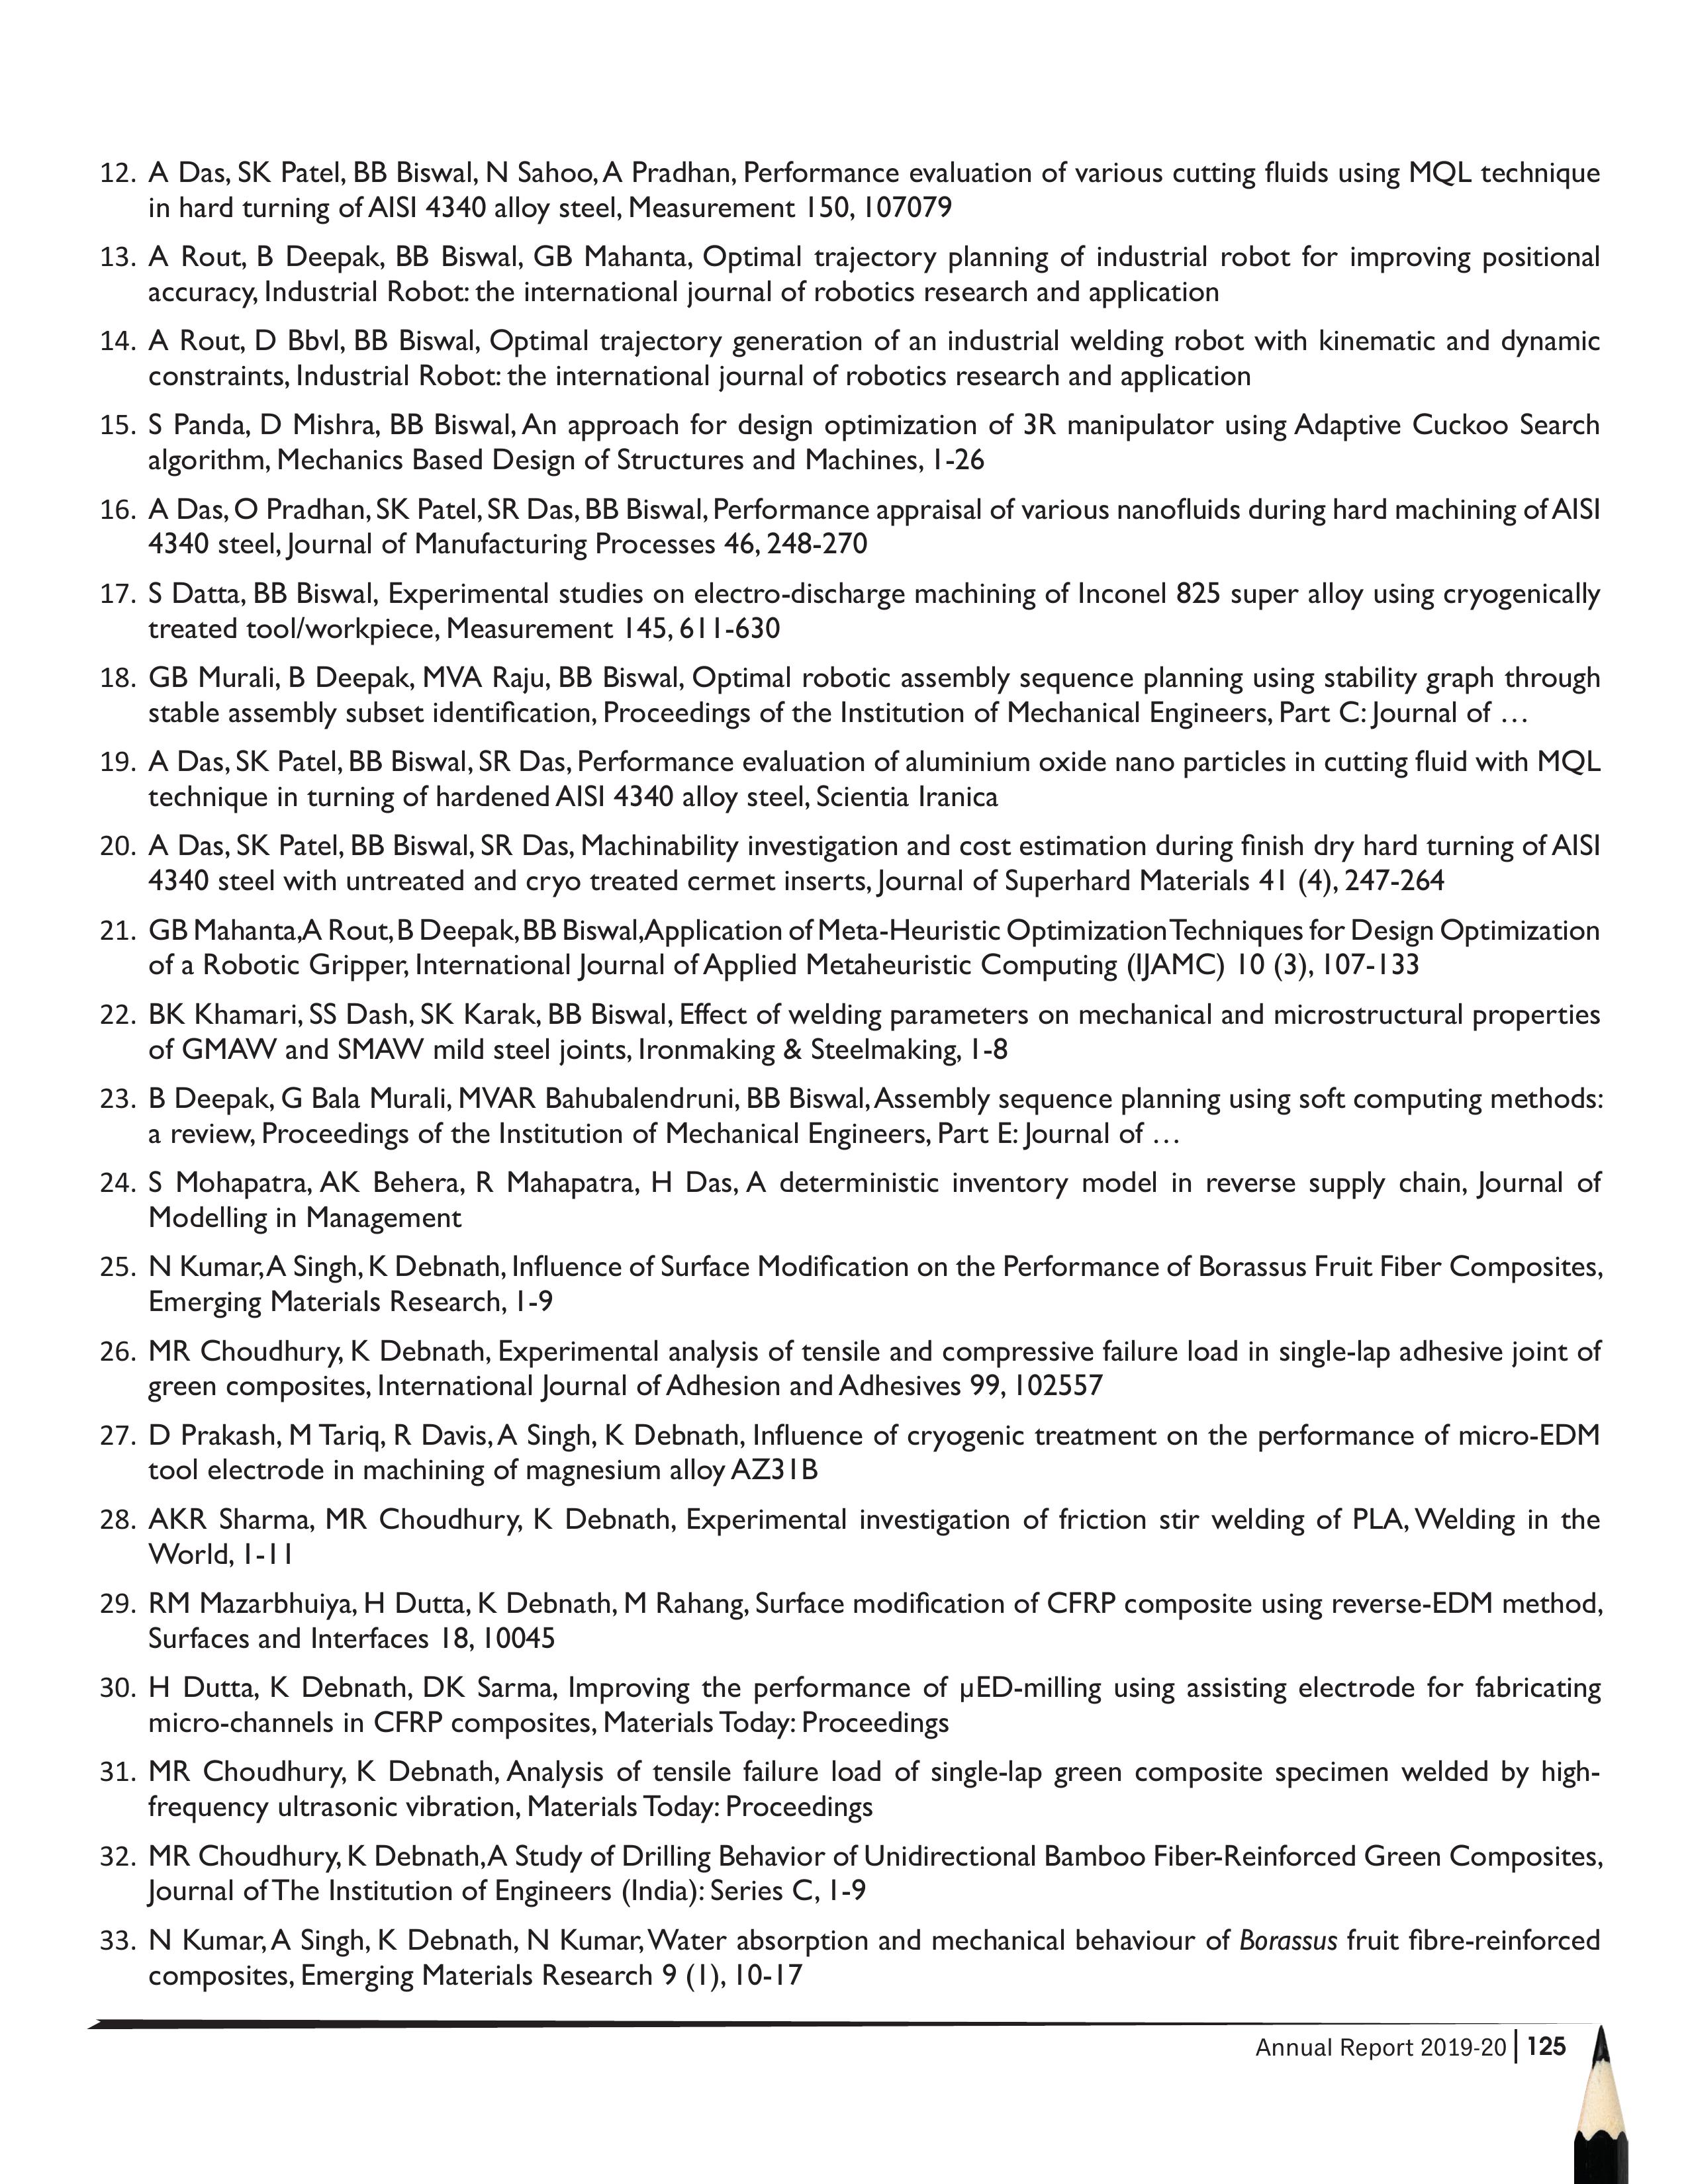 12. A Das, SK Patel, BB Biswal, N Sahoo, A Pradhan, Performance evaluation of various cutting fluids using MQL technique
in hard turning of AISI 4340 alloy steel, Measurement 150, 107079
13. A Rout, B Deepak, BB Biswal, GB Mahanta, Optimal trajectory planning of industrial robot for improving positional
accuracy, Industrial Robot: the international journal of robotics research and application
14. A Rout, D Bbvl, BB Biswal, Optimal trajectory generation of an industrial welding robot with kinematic and dynamic
constraints, Industrial Robot: the international journal of robotics research and application
15. S Panda, D Mishra, BB Biswal, An approach for design optimization of 3R manipulator using Adaptive Cuckoo Search
algorithm, Mechanics Based Design of Structures and Machines, 1-26
16. A Das, O Pradhan, SK Patel, SR Das, BB Biswal, Performance appraisal of various nanofluids during hard machining of AISI
4340 steel, Journal of Manufacturing Processes 46, 248-270
17. S Datta, BB Biswal, Experimental studies on electro-discharge machining of Inconel 825 super alloy using cryogenically
treated tool/workpiece, Measurement 145, 611-630
18. GB Murali, B Deepak, MVA Raju, BB Biswal, Optimal robotic assembly sequence planning using stability graph through
stable assembly subset identification, Proceedings of the Institution of Mechanical Engineers, Part C: Journal of …
19. A Das, SK Patel, BB Biswal, SR Das, Performance evaluation of aluminium oxide nano particles in cutting fluid with MQL
technique in turning of hardened AISI 4340 alloy steel, Scientia Iranica
20. A Das, SK Patel, BB Biswal, SR Das, Machinability investigation and cost estimation during finish dry hard turning of AISI
4340 steel with untreated and cryo treated cermet inserts, Journal of Superhard Materials 41 (4), 247-264
21. GB Mahanta, A Rout, B Deepak, BB Biswal, Application of Meta-Heuristic Optimization Techniques for Design Optimization
of a Robotic Gripper, International Journal of Applied Metaheuristic Computing (IJAMC) 10 (3), 107-133
22. BK Khamari, SS Dash, SK Karak, BB Biswal, Effect of welding parameters on mechanical and microstructural properties
of GMAW and SMAW mild steel joints, Ironmaking & Steelmaking, 1-8
23. B Deepak, G Bala Murali, MVAR Bahubalendruni, BB Biswal, Assembly sequence planning using soft computing methods:
a review, Proceedings of the Institution of Mechanical Engineers, Part E: Journal of …
24. S Mohapatra, AK Behera, R Mahapatra, H Das, A deterministic inventory model in reverse supply chain, Journal of
Modelling in Management
25. N Kumar, A Singh, K Debnath, Influence of Surface Modification on the Performance of Borassus Fruit Fiber Composites,
Emerging Materials Research, 1-9
26. MR Choudhury, K Debnath, Experimental analysis of tensile and compressive failure load in single-lap adhesive joint of
green composites, International Journal of Adhesion and Adhesives 99, 102557
27. D Prakash, M Tariq, R Davis, A Singh, K Debnath, Influence of cryogenic treatment on the performance of micro-EDM
tool electrode in machining of magnesium alloy AZ31B
28. AKR Sharma, MR Choudhury, K Debnath, Experimental investigation of friction stir welding of PLA, Welding in the
World, 1-11
29. RM Mazarbhuiya, H Dutta, K Debnath, M Rahang, Surface modification of CFRP composite using reverse-EDM method,
Surfaces and Interfaces 18, 10045
30. H Dutta, K Debnath, DK Sarma, Improving the performance of µED-milling using assisting electrode for fabricating
micro-channels in CFRP composites, Materials Today: Proceedings
31. MR Choudhury, K Debnath, Analysis of tensile failure load of single-lap green composite specimen welded by high-
frequency ultrasonic vibration, Materials Today: Proceedings
32. MR Choudhury, K Debnath, A Study of Drilling Behavior of Unidirectional Bamboo Fiber-Reinforced Green Composites,
Journal of The Institution of Engineers (India): Series C, 1-9
33. N Kumar, A Singh, K Debnath, N Kumar, Water absorption and mechanical behaviour of Borassus fruit fibre-reinforced
composites, Emerging Materials Research 9 (1), 10-17
Annual Report 2019-20 | 125